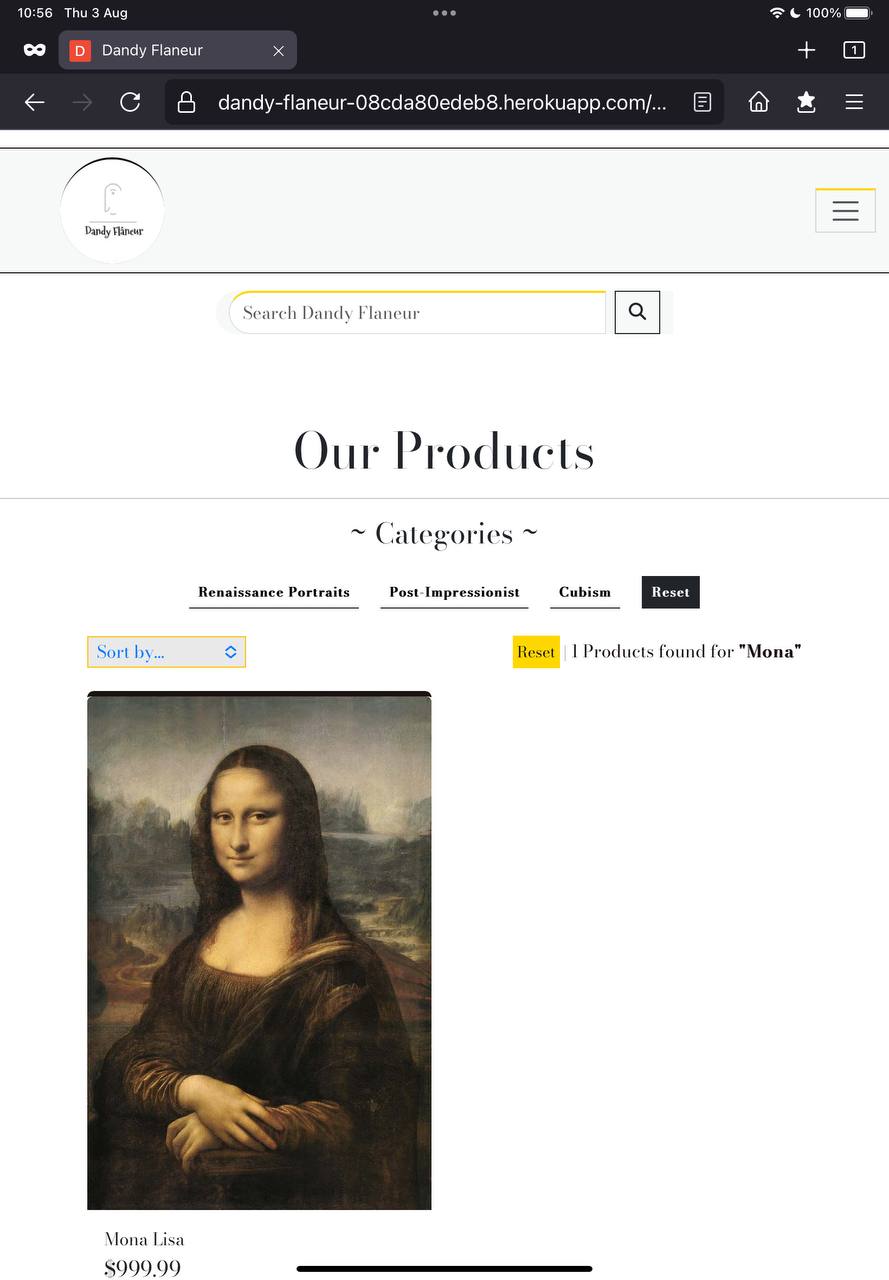 10:56 Thu 3 Aug 100%
D Dandy Flaneur 1
dandy-flaneur-08cda80edeb8.herokuapp.com/...
Dandy Flâneur
Search Dandy Flaneur
Our Products
~ Categories ~
Renaissance Portraits Post-Impressionist Cubism Reset
Sort by... Reset | 1 Products found for "Mona"
Mona Lisa
$999.99